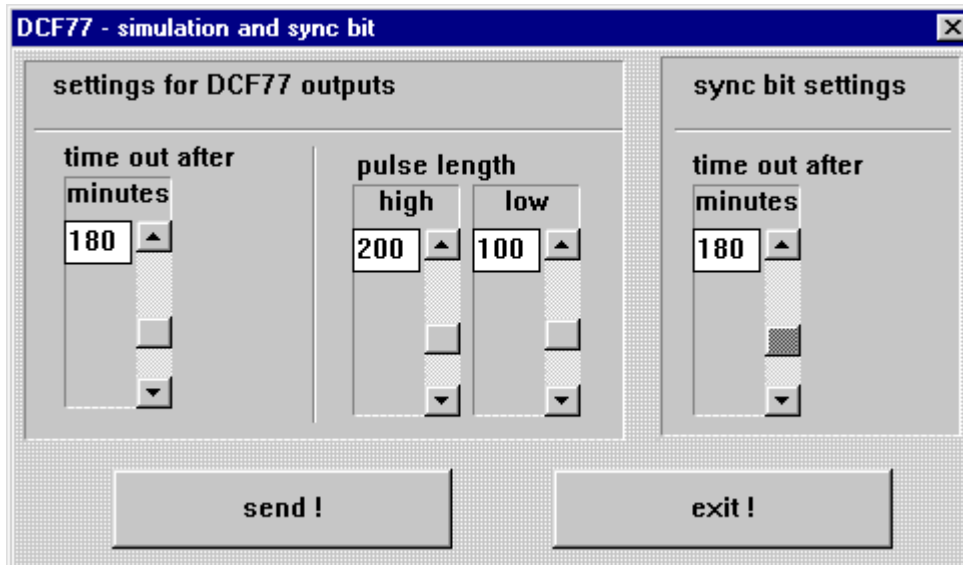 DCF77 - simulation and sync bit
settings for DCF77 outputs
time out after
minutes
180
pulse length
high low
200 100
sync bit settings
time out after
minutes
180
send !
exit !